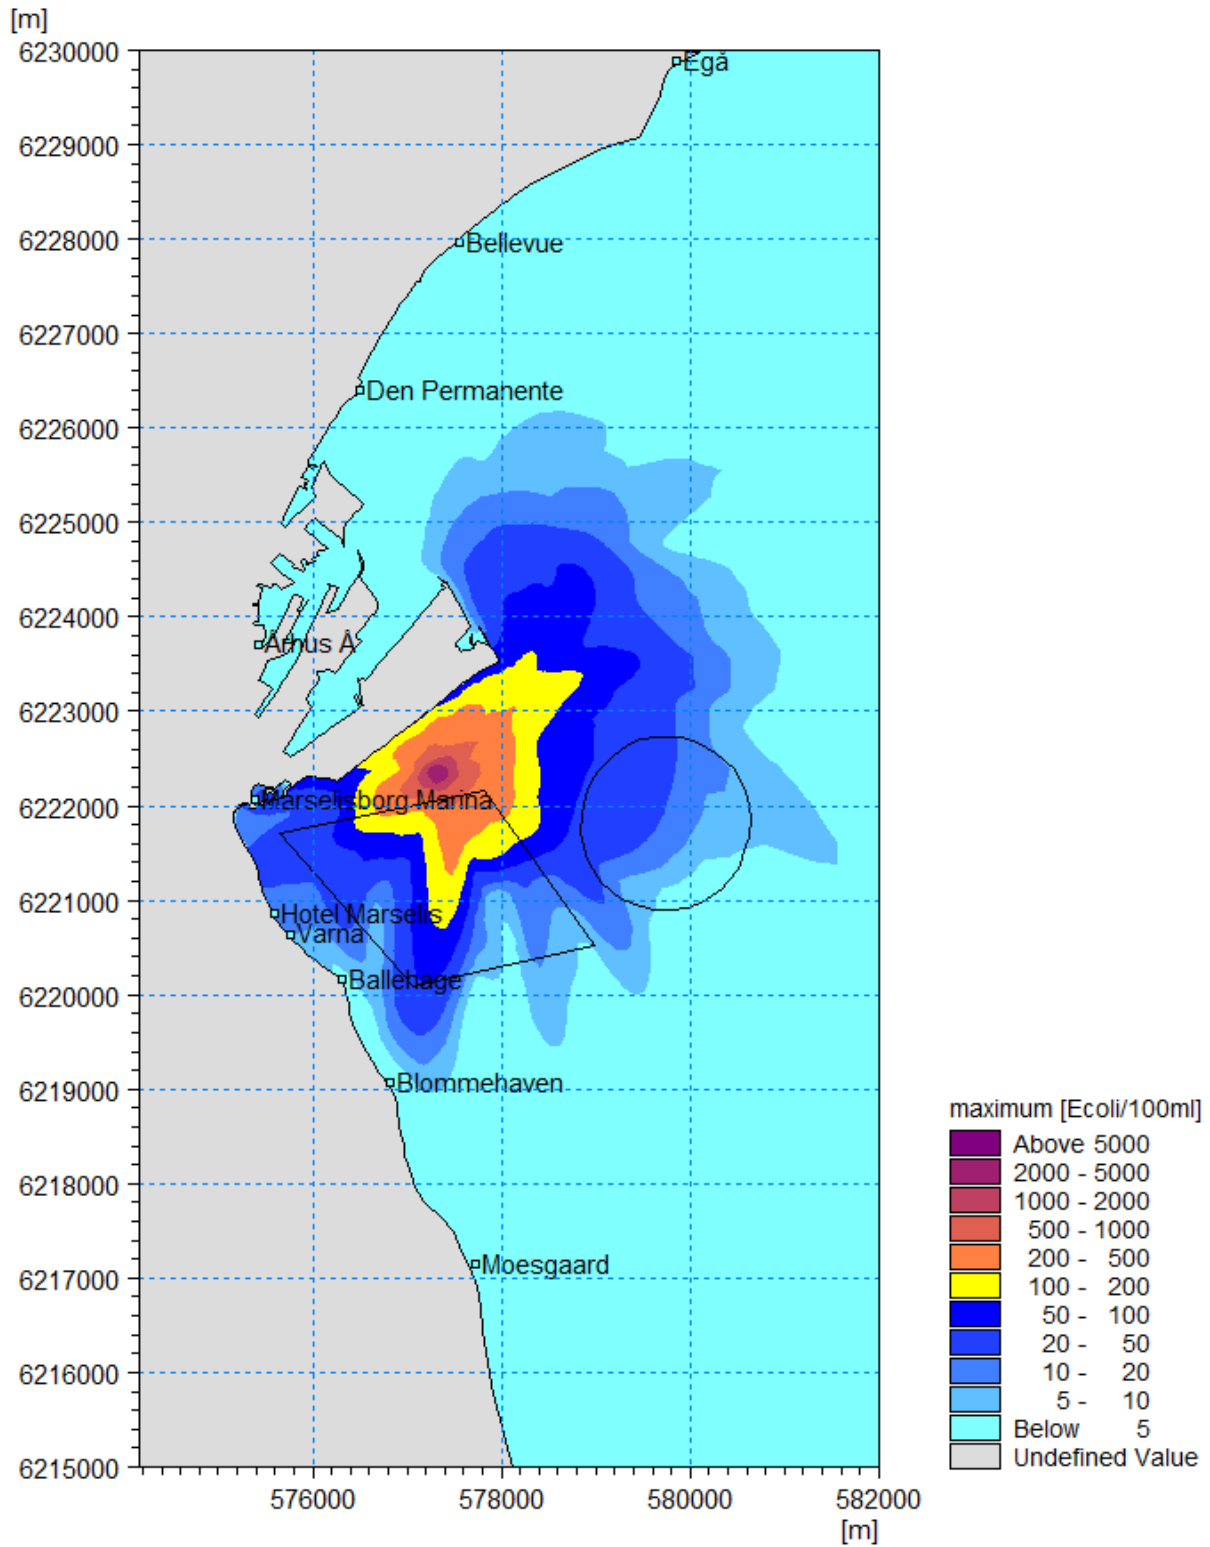 [m]
6230000
Egå
6229000
6228000
Bellevue
6227000
Den Permanente
6226000
6225000
6224000
Århus Å
6223000
6222000
Marselisborg Marina
6221000
Hotel Marselis
Varna
6220000
Ballehage
6219000
Blommehaven
6218000
6217000
Moesgaard
6216000
6215000
576000
578000
580000
582000
[m]
maximum [Ecoli/100ml]
Above 5000
2000 - 5000
1000 - 2000
500 - 1000
200 - 500
100 - 200
50 - 100
20 - 50
10 - 20
5 - 10
Below 5
Undefined Value